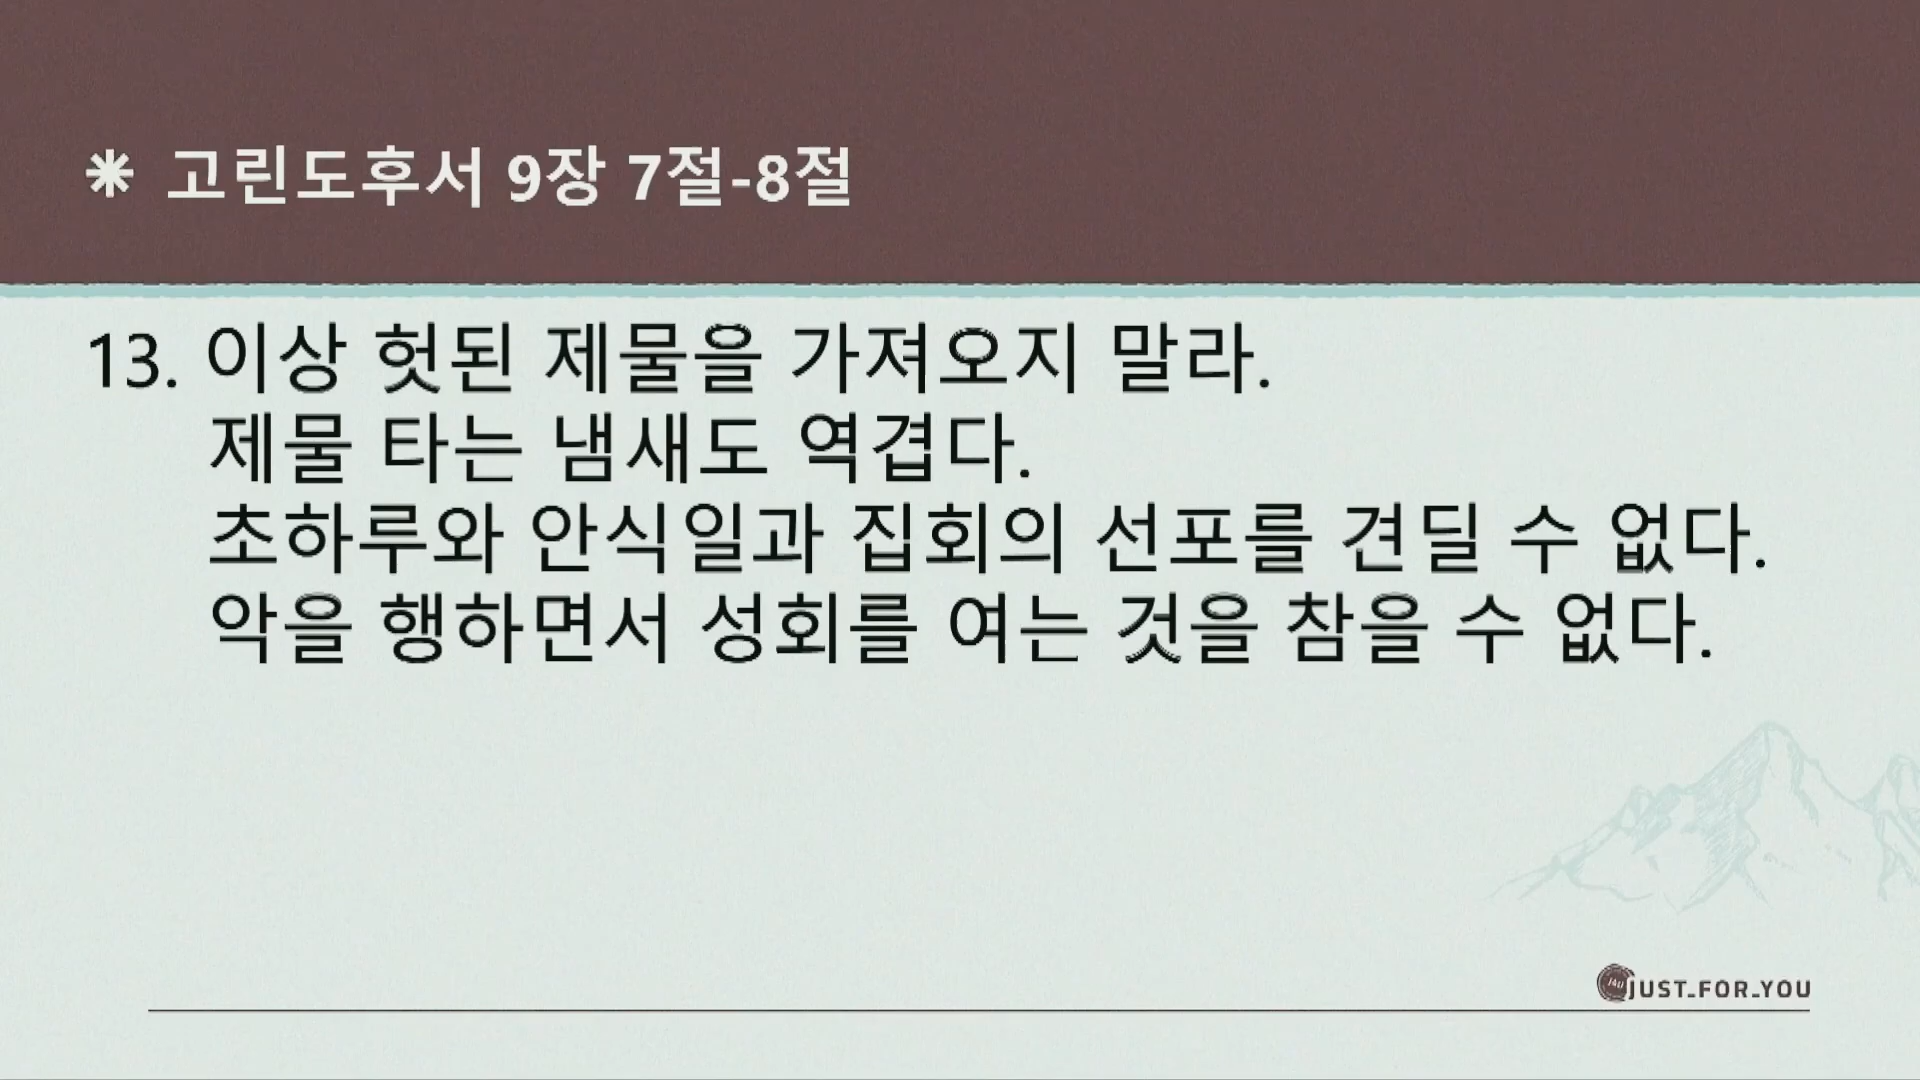 * 고린도후서 9장 7절-8절
13. 이상 헛된 제물을 가져오지 말라.
제물 타는 냄새도 역겹다.
초하루와 안식일과 집회의 선포를 견딜 수 없다.
악을 행하면서 성회를 여는 것을 참을 수 없다.
JUST_FOR_YOU